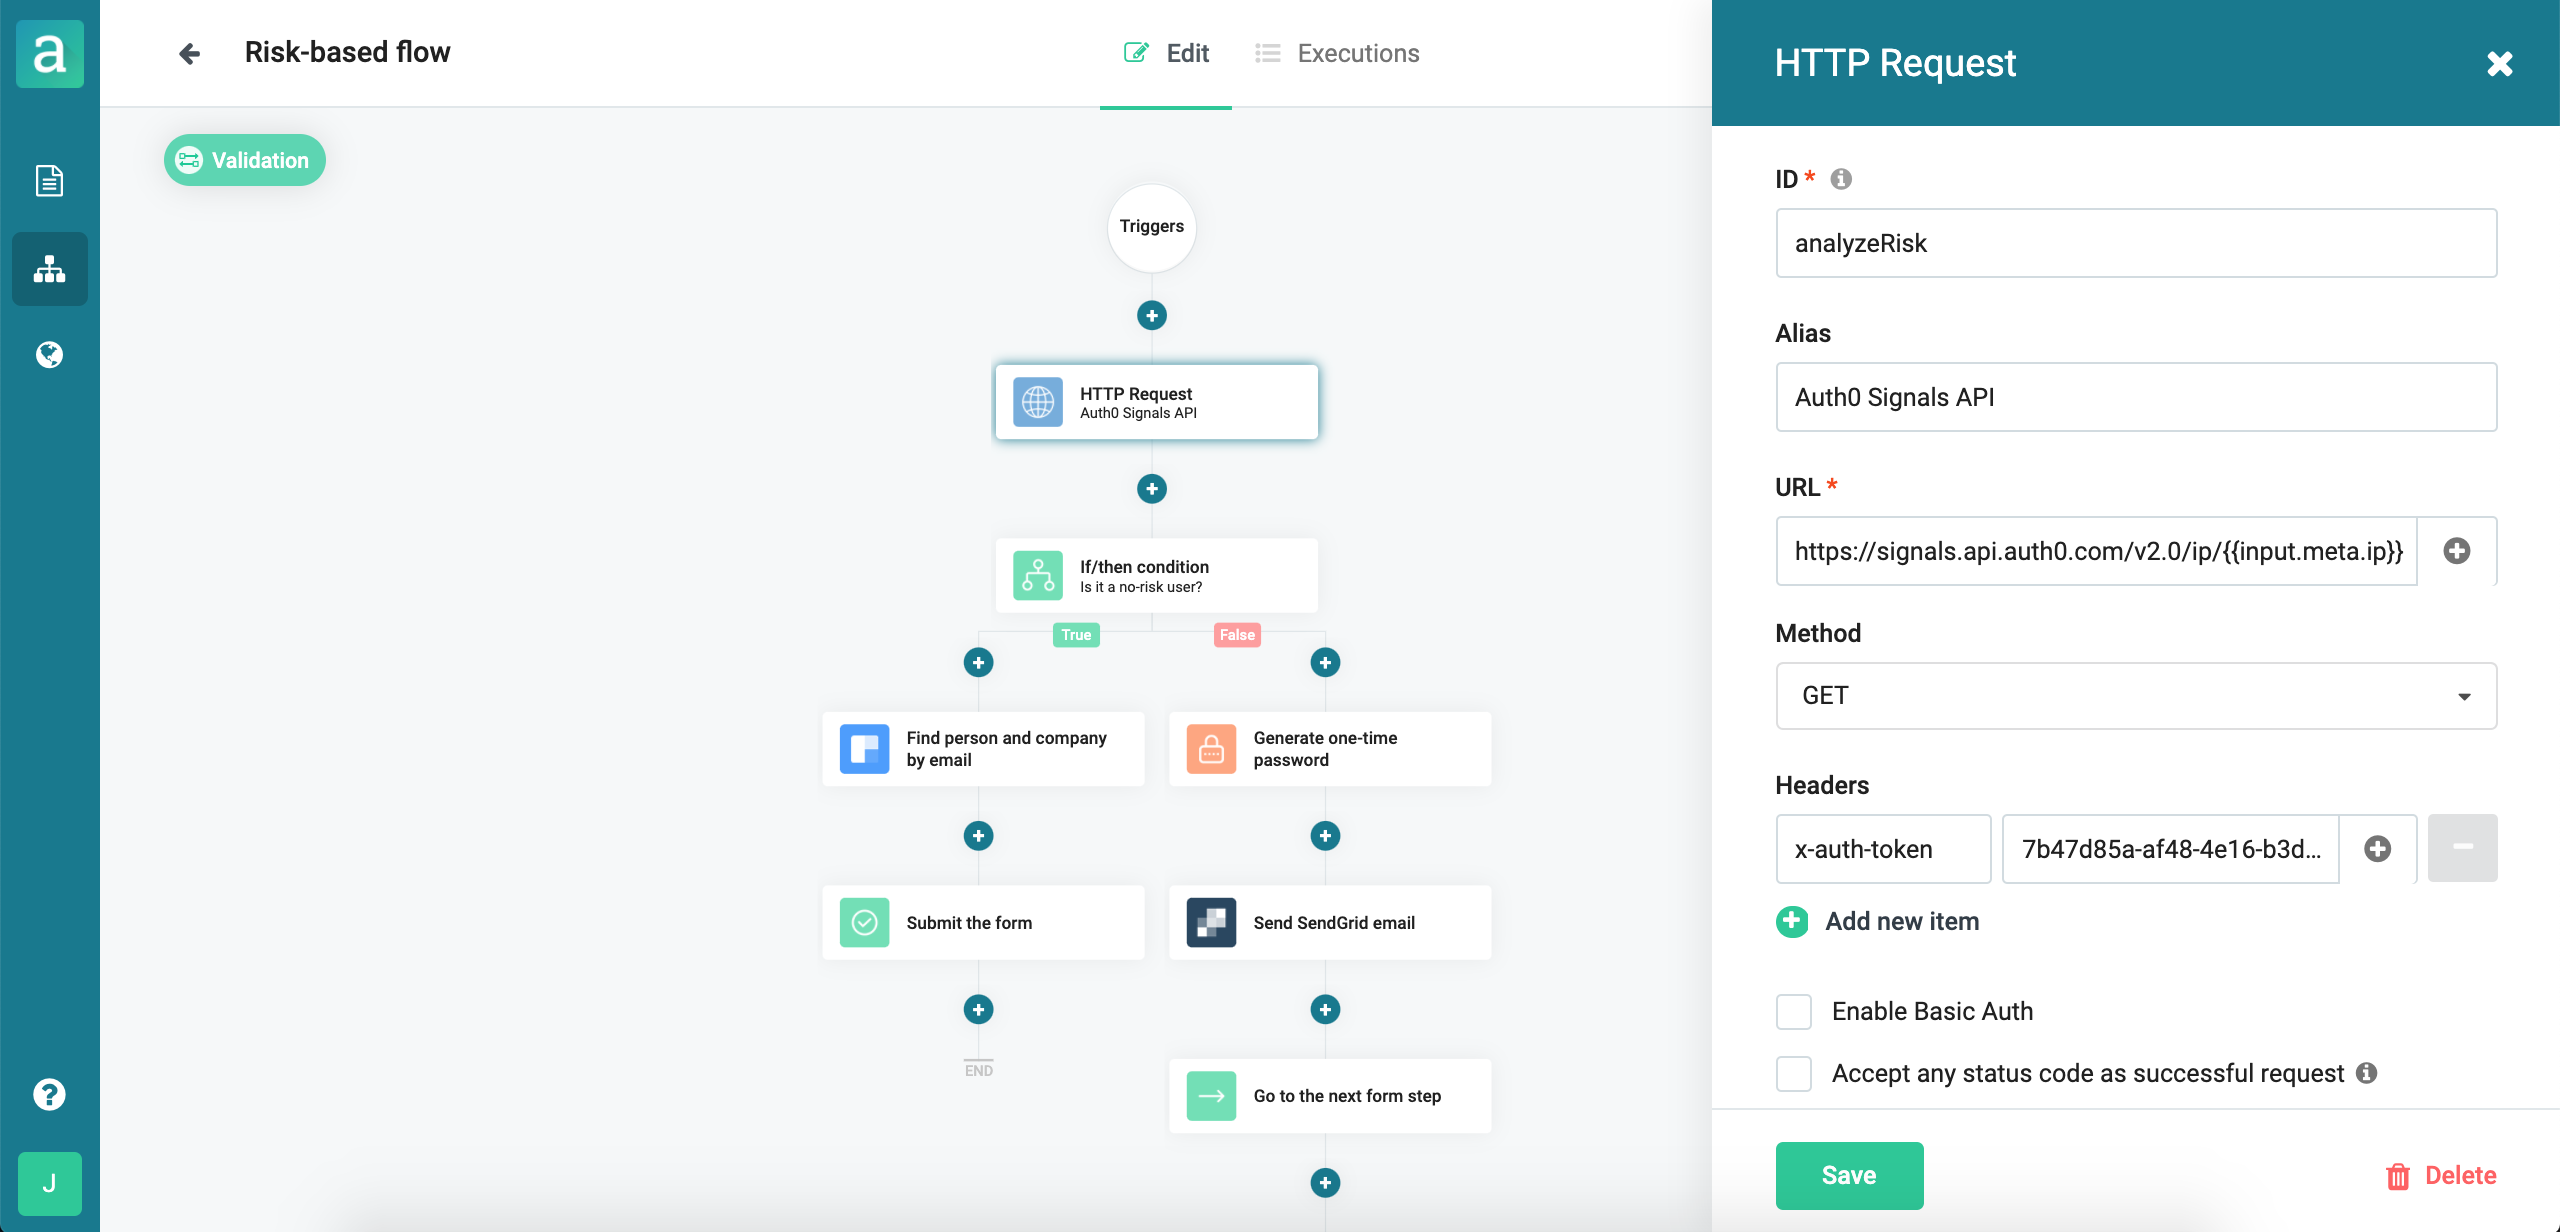 a
Risk-based flow
Edit
Executions
Validation
Triggers
HTTP Request
Auth0 Signals API
If/then condition
Is it a no-risk user?
True
False
Find person and company
by email
Generate one-time
password
Submit the form
Send SendGrid email
END
Go to the next form step
J
HTTP Request
ID *
analyzeRisk
Alias
Auth0 Signals API
URL *
https://signals.api.auth0.com/v2.0/ip/{{input.meta.ip}}
Method
GET
Headers
x-auth-token
7b47d85a-af48-4e16-b3d...
Add new item
Enable Basic Auth
Accept any status code as successful request
Save
Delete